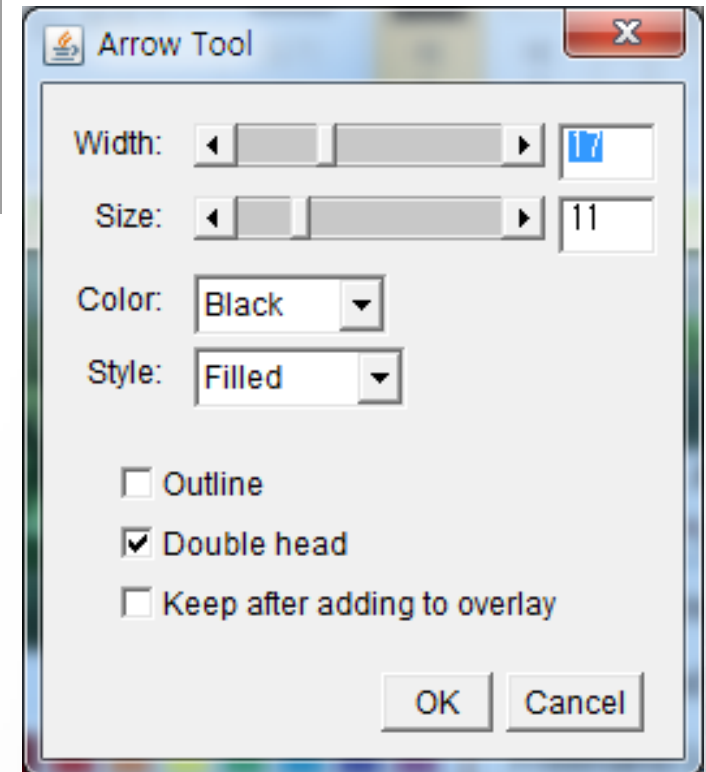 Arrow Tool
Width: 17
Size: 11
Color: Black
Style: Filled
Outline
Double head
Keep after adding to overlay
OK Cancel